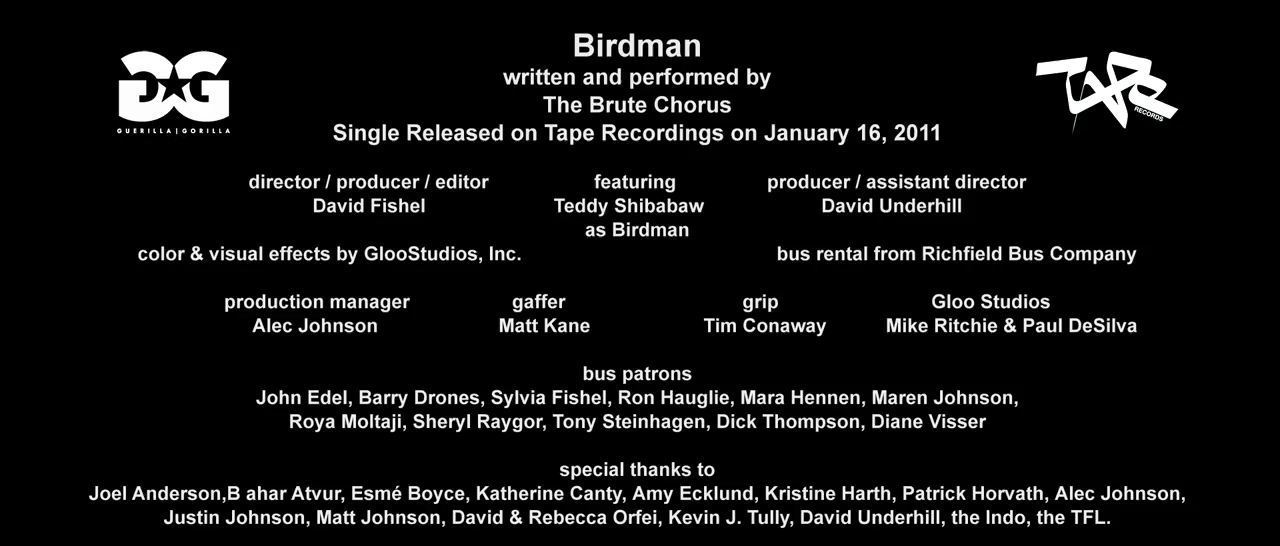 Birdman
written and performed by
The Brute Chorus
Single Released on Tape Recordings on January 16, 2011
GUERILLA | GORILLA
TAPE
RECORDS
director / producer / editor
David Fishel
featuring
Teddy Shibabaw
as Birdman
producer / assistant director
David Underhill
color & visual effects by GlooStudios, Inc.
bus rental from Richfield Bus Company
production manager
Alec Johnson
gaffer
Matt Kane
grip
Tim Conaway
Gloo Studios
Mike Ritchie & Paul DeSilva
bus patrons
John Edel, Barry Drones, Sylvia Fishel, Ron Hauglie, Mara Hennen, Maren Johnson,
Roya Moltaji, Sheryl Raygor, Tony Steinhagen, Dick Thompson, Diane Visser
special thanks to
Joel Anderson,B ahar Atvur, Esmé Boyce, Katherine Canty, Amy Ecklund, Kristine Harth, Patrick Horvath, Alec Johnson,
Justin Johnson, Matt Johnson, David & Rebecca Orfei, Kevin J. Tully, David Underhill, the Indo, the TFL.